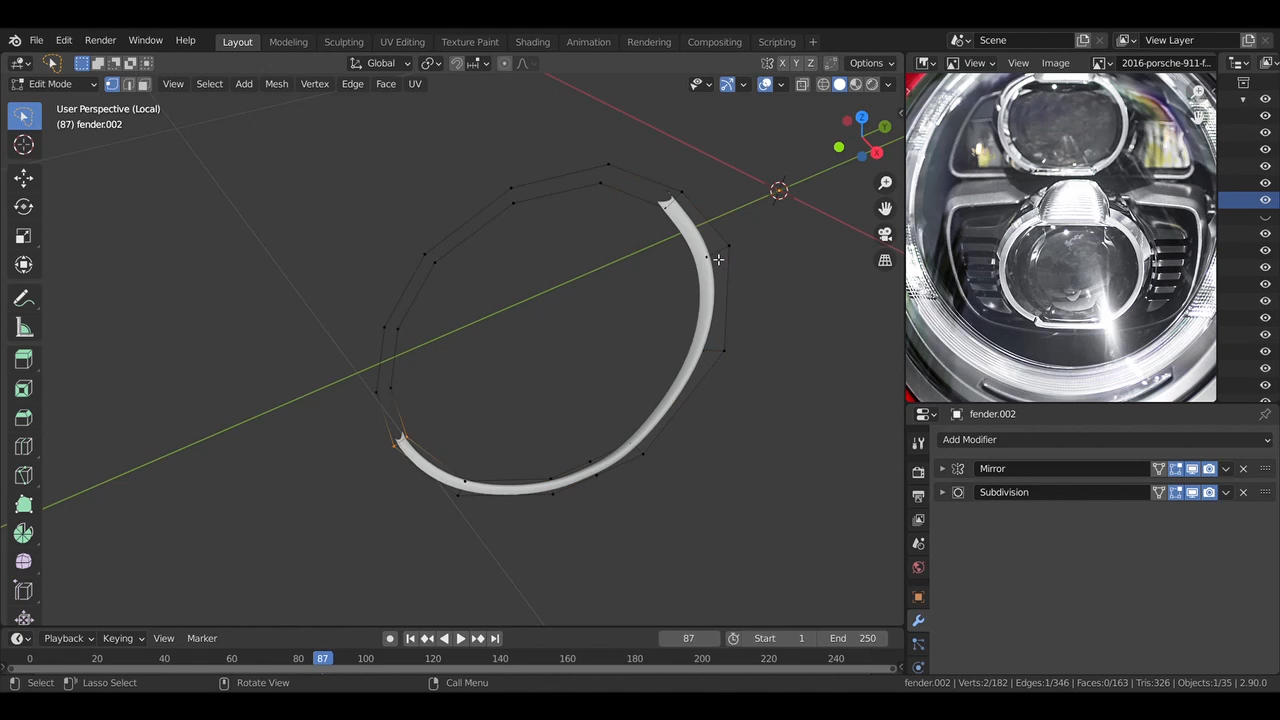 File Edit Render Window Help
Layout Modeling Sculpting UV Editing Texture Paint Shading Animation Rendering Compositing Scripting +
Scene
View Layer
Global
X Y Z
Options
View
View
Image
2016-porsche-911-f...
Edit Mode
View Select Add Mesh Vertex Edge Face UV
User Perspective (Local)
(87) fender.002
Z
Y
X
fender.002
Add Modifier
Mirror
Subdivision
Playback Keying View Marker
87
Start 1
End 250
0 20 40 60 80 87 100 120 140 160 180 200 220 240
Select Lasso Select Rotate View Call Menu
fender.002 | Verts:2/182 | Edges:1/346 | Faces:0/163 | Tris:326 | Objects:1/35 | 2.90.0